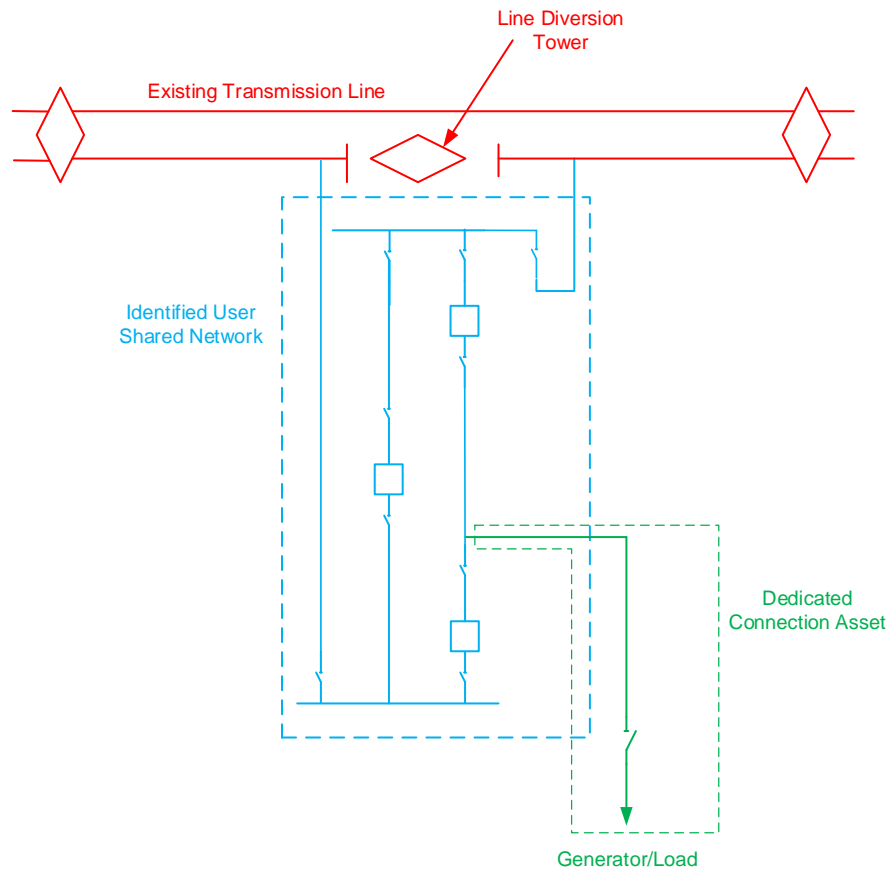 Line Diversion
Tower
Existing Transmission Line
Identified User
Shared Network
Dedicated
Connection Asset
Generator/Load